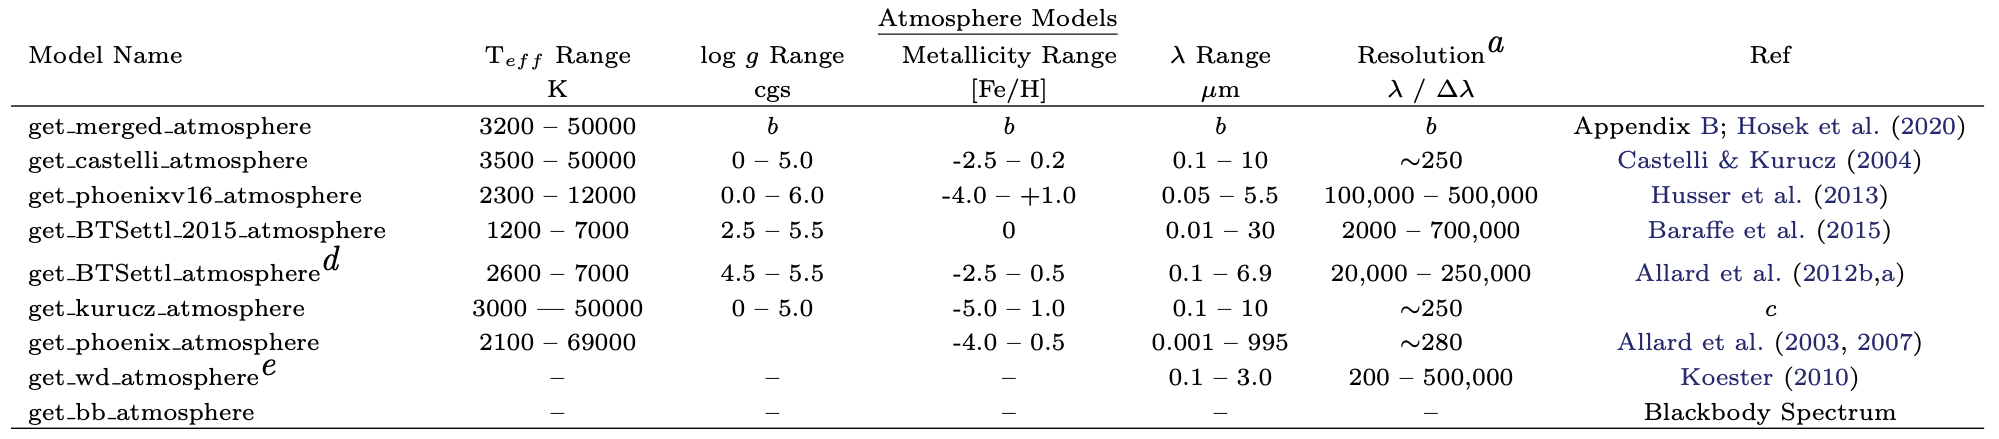 Atmosphere Models
Model Name T_eff Range log g Range Metallicity Range λ Range Resolution^a Ref
K cgs [Fe/H] μm λ / Δλ
get_merged_atmosphere 3200 – 50000 b b b b Appendix B; Hosek et al. (2020)
get_castelli_atmosphere 3500 – 50000 0 – 5.0 -2.5 – 0.2 0.1 – 10 ~250 Castelli & Kurucz (2004)
get_phoenixv16_atmosphere 2300 – 12000 0.0 – 6.0 -4.0 – +1.0 0.05 – 5.5 100,000 – 500,000 Husser et al. (2013)
get_BTSettl_2015_atmosphere 1200 – 7000 2.5 – 5.5 0 0.01 – 30 2000 – 700,000 Baraffe et al. (2015)
get_BTSettl_atmosphere^d 2600 – 7000 4.5 – 5.5 -2.5 – 0.5 0.1 – 6.9 20,000 – 250,000 Allard et al. (2012b,a)
get_kurucz_atmosphere 3000 — 50000 0 – 5.0 -5.0 – 1.0 0.1 – 10 ~250 c
get_phoenix_atmosphere 2100 – 69000 -4.0 – 0.5 0.001 – 995 ~280 Allard et al. (2003, 2007)
get_wd_atmosphere^e – – – 0.1 – 3.0 200 – 500,000 Koester (2010)
get_bb_atmosphere – – – – – Blackbody Spectrum